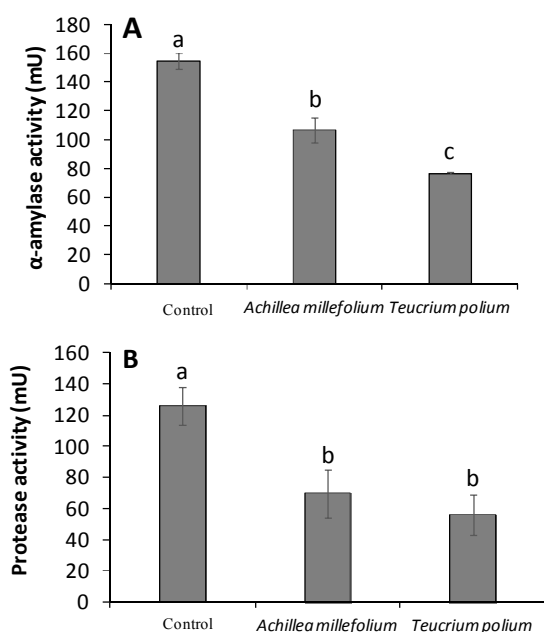 A
α-amylase activity (mU)
180
160
140
120
100
80
60
40
20
0
a
b
c
Control Achillea millefolium Teucrium polium
B
Protease activity (mU)
160
140
120
100
80
60
40
20
0
a
b
b
Control Achillea millefolium Teucrium polium